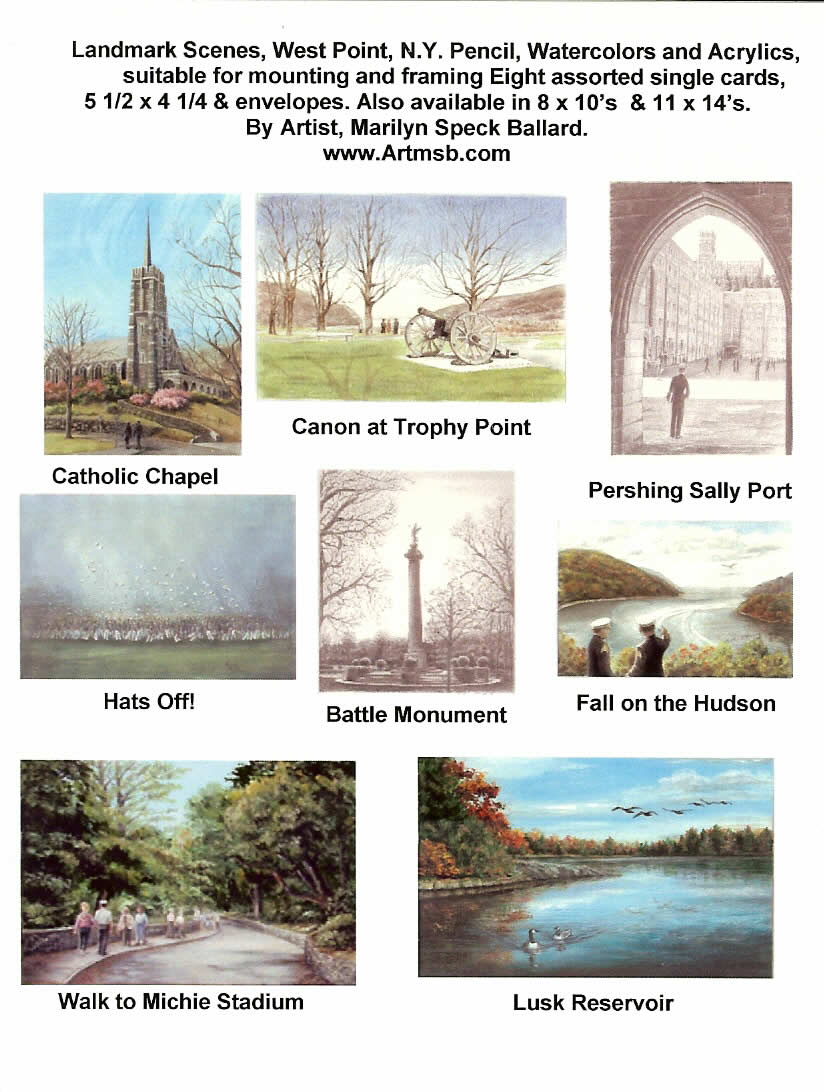 Landmark Scenes, West Point, N.Y. Pencil, Watercolors and Acrylics,
suitable for mounting and framing Eight assorted single cards,
5 1/2 x 4 1/4 & envelopes. Also available in 8 x 10's & 11 x 14's.
By Artist, Marilyn Speck Ballard.
www.Artmsb.com
Catholic Chapel
Canon at Trophy Point
Pershing Sally Port
Hats Off!
Battle Monument
Fall on the Hudson
Walk to Michie Stadium
Lusk Reservoir